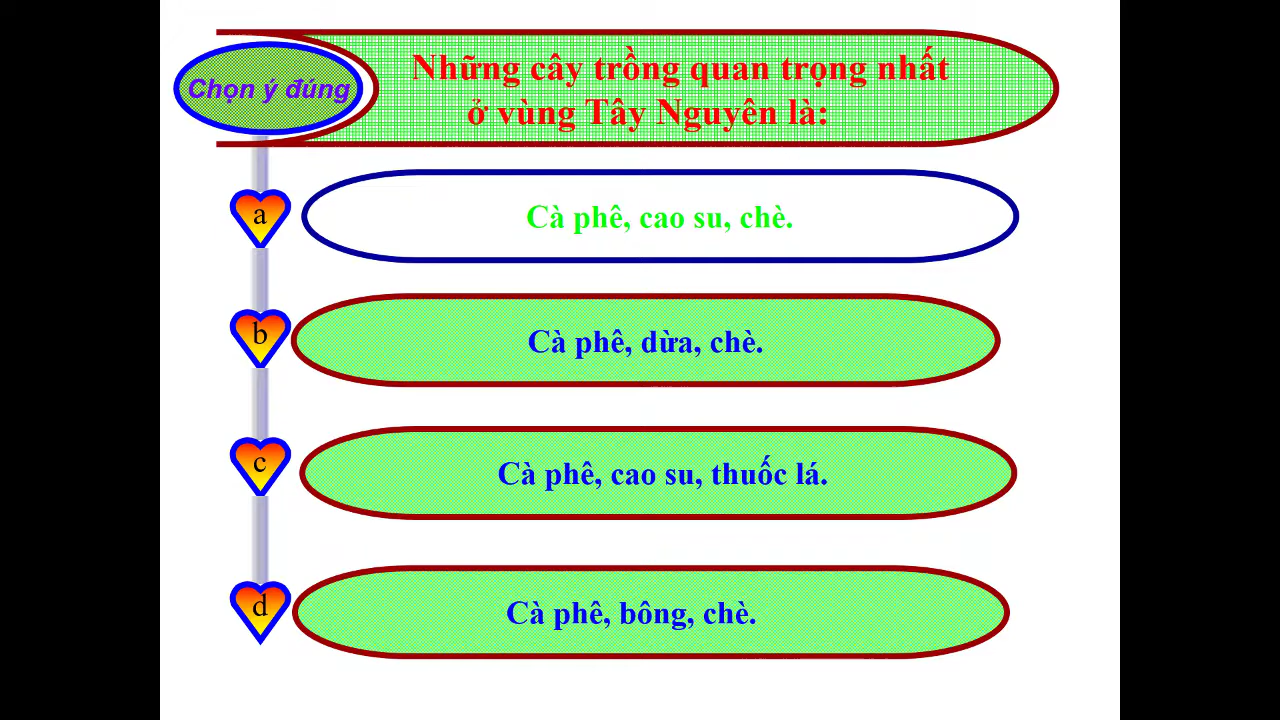 Chọn ý đúng
Những cây trồng quan trọng nhất
ở vùng Tây Nguyên là:
a
Cà phê, cao su, chè.
b
Cà phê, dừa, chè.
c
Cà phê, cao su, thuốc lá.
d
Cà phê, bông, chè.